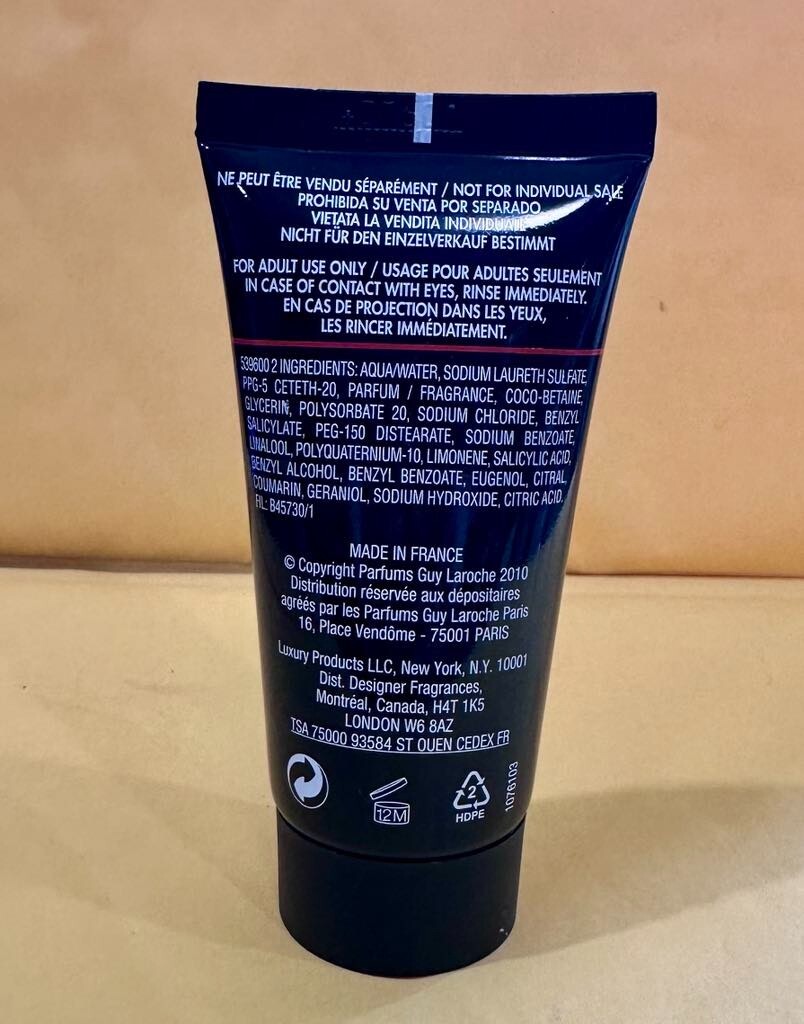 NE PEUT ÊTRE VENDU SÉPARÉMENT / NOT FOR INDIVIDUAL SALE
PROHIBIDA SU VENTA POR SEPARADO
VIETATA LA VENDITA INDIVIDUALE
NICHT FÜR DEN EINZELVERKAUF BESTIMMT
FOR ADULT USE ONLY / USAGE POUR ADULTES SEULEMENT
IN CASE OF CONTACT WITH EYES, RINSE IMMEDIATELY.
EN CAS DE PROJECTION DANS LES YEUX,
LES RINCER IMMÉDIATEMENT.
539600 2 INGREDIENTS: AQUA/WATER, SODIUM LAURETH SULFATE,
PPG-5 CETETH-20, PARFUM / FRAGRANCE, COCO-BETAINE,
GLYCERIN, POLYSORBATE 20, SODIUM CHLORIDE, BENZYL
SALICYLATE, PEG-150 DISTEARATE, SODIUM BENZOATE,
LINALOOL, POLYQUATERNIUM-10, LIMONENE, SALICYLIC ACID,
BENZYL ALCOHOL, BENZYL BENZOATE, EUGENOL, CITRAL,
COUMARIN, GERANIOL, SODIUM HYDROXIDE, CITRIC ACID.
FIL: B45730/1
MADE IN FRANCE
© Copyright Parfums Guy Laroche 2010
Distribution réservée aux dépositaires
agréés par les Parfums Guy Laroche Paris
16, Place Vendôme - 75001 PARIS
Luxury Products LLC, New York, N.Y. 10001
Dist. Designer Fragrances,
Montréal, Canada, H4T 1K5
LONDON W6 8AZ
TSA 75000 93584 ST OUEN CEDEX FR
12M
2
HDPE
1076103